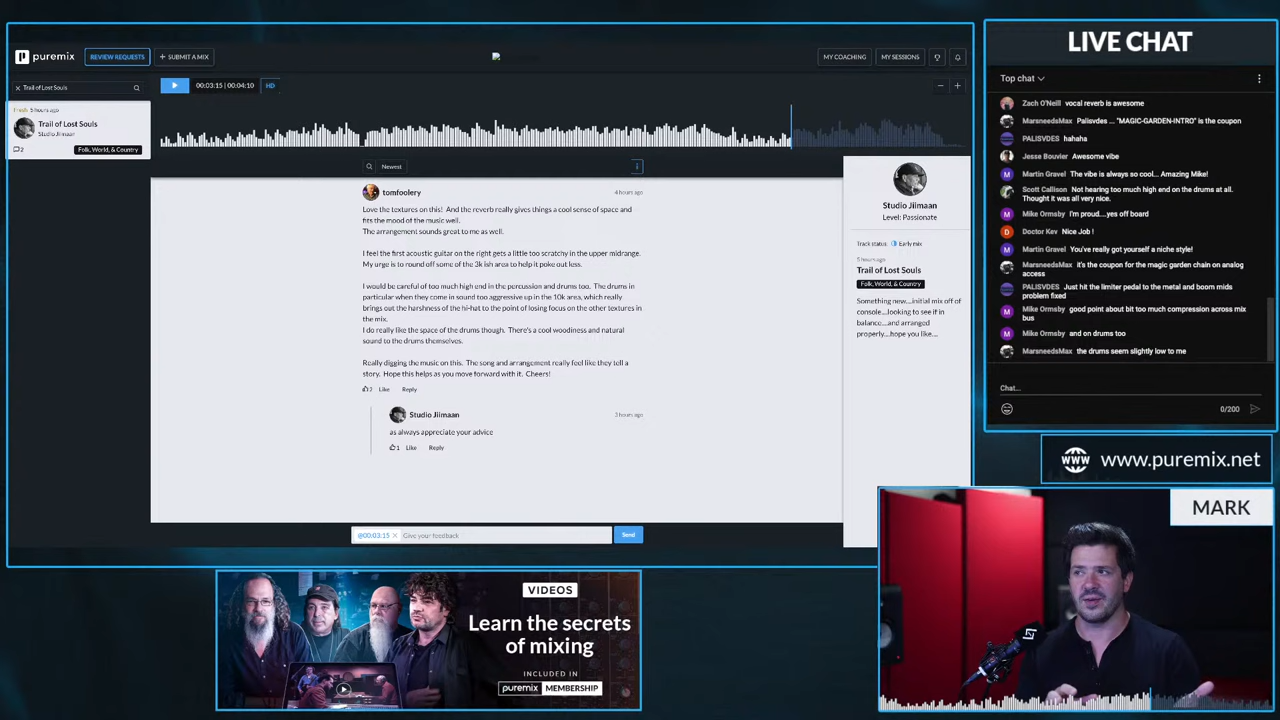 puremix
REVIEW REQUESTS
+ SUBMIT A MIX
MY COACHING
MY SESSIONS
× Trail of Lost Souls
Fresh 5 hours ago
Trail of Lost Souls
Studio Jiimaan
2
Folk, World, & Country
00:03:15 | 00:04:10
HD
Newest
tomfoolery
4 hours ago
Love the textures on this! And the reverb really gives things a cool sense of space and
fits the mood of the music well.
The arrangement sounds great to me as well.
I feel the first acoustic guitar on the right gets a little too scratchy in the upper midrange.
My urge is to round off some of the 3k ish area to help it poke out less.
I would be careful of too much high end in the percussion and drums too. The drums in
particular when they come in sound too aggressive up in the 10k area, which really
brings out the harshness of the hi-hat to the point of losing focus on the other textures in
the mix.
I do really like the space of the drums though. There's a cool woodiness and natural
sound to the drums themselves.
Really digging the music on this. The song and arrangement really feel like they tell a
story. Hope this helps as you move forward with it. Cheers!
2 Like Reply
Studio Jiimaan
3 hours ago
as always appreciate your advice
1 Like Reply
@00:03:15 × Give your feedback
Send
Studio Jiimaan
Level: Passionate
Track status: Early mix
5 hours ago
Trail of Lost Souls
Folk, World, & Country
Something new....initial mix off of
console....looking to see if in
balance....and arranged
properly....hope you like....
LIVE CHAT
Top chat
Zach O'Neill vocal reverb is awesome
MarsneedsMax Palisvdes ... "MAGIC-GARDEN-INTRO" is the coupon
PALISVDES hahaha
Jesse Bouvier Awesome vibe
Martin Gravel The vibe is always so cool... Amazing Mike!
Scott Callison Not hearing too much high end on the drums at all.
Thought it was all very nice.
Mike Ormsby I'm proud....yes off board
Doctor Kev Nice Job !
Martin Gravel You've really got yourself a niche style!
MarsneedsMax it's the coupon for the magic garden chain on analog
access
PALISVDES Just hit the limiter pedal to the metal and boom mids
problem fixed
Mike Ormsby good point about bit too much compression across mix
bus
Mike Ormsby and on drums too
MarsneedsMax the drums seem slightly low to me
Chat...
0/200
WWW www.puremix.net
MARK
VIDEOS
Learn the secrets
of mixing
INCLUDED IN
puremix MEMBERSHIP